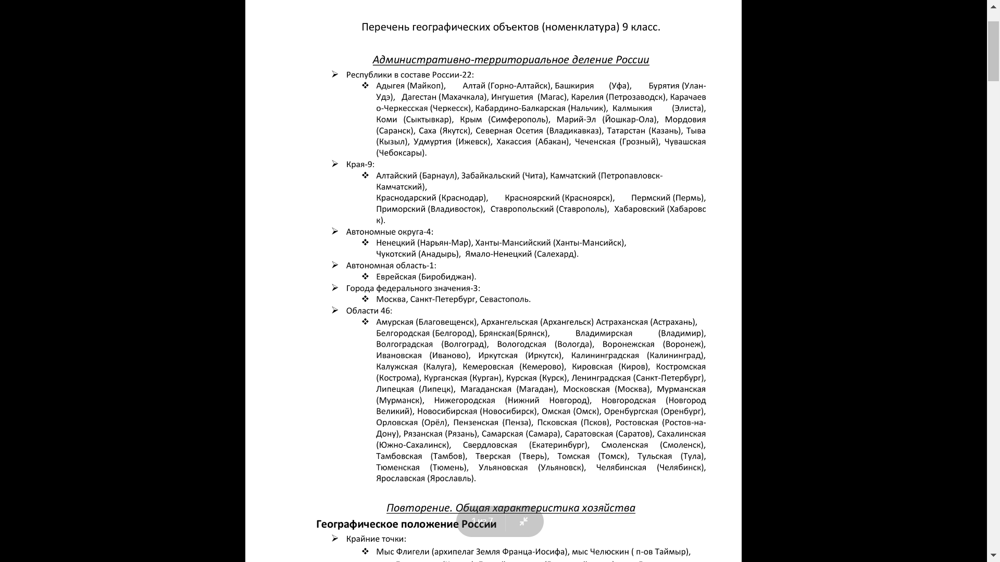 Перечень географических объектов (номенклатура) 9 класс.
Административно-территориальное деление России
Республики в составе России-22:
Адыгея (Майкоп), Алтай (Горно-Алтайск), Башкирия (Уфа), Бурятия (Улан-
Удэ), Дагестан (Махачкала), Ингушетия (Магас), Карелия (Петрозаводск), Карачаев
о-Черкесская (Черкесск), Кабардино-Балкарская (Нальчик), Калмыкия (Элиста),
Коми (Сыктывкар), Крым (Симферополь), Марий-Эл (Йошкар-Ола), Мордовия
(Саранск), Саха (Якутск), Северная Осетия (Владикавказ), Татарстан (Казань), Тыва
(Кызыл), Удмуртия (Ижевск), Хакассия (Абакан), Чеченская (Грозный), Чувашская
(Чебоксары).
Края-9:
Алтайский (Барнаул), Забайкальский (Чита), Камчатский (Петропавловск-
Камчатский),
Краснодарский (Краснодар), Красноярский (Красноярск), Пермский (Пермь),
Приморский (Владивосток), Ставропольский (Ставрополь), Хабаровский (Хабаровс
к).
Автономные округа-4:
Ненецкий (Нарьян-Мар), Ханты-Мансийский (Ханты-Мансийск),
Чукотский (Анадырь), Ямало-Ненецкий (Салехард).
Автономная область-1:
Еврейская (Биробиджан).
Города федерального значения-3:
Москва, Санкт-Петербург, Севастополь.
Области 46:
Амурская (Благовещенск), Архангельская (Архангельск) Астраханская (Астрахань),
Белгородская (Белгород), Брянская(Брянск), Владимирская (Владимир),
Волгоградская (Волгоград), Вологодская (Вологда), Воронежская (Воронеж),
Ивановская (Иваново), Иркутская (Иркутск), Калининградская (Калининград),
Калужская (Калуга), Кемеровская (Кемерово), Кировская (Киров), Костромская
(Кострома), Курганская (Курган), Курская (Курск), Ленинградская (Санкт-Петербург),
Липецкая (Липецк), Магаданская (Магадан), Московская (Москва), Мурманская
(Мурманск), Нижегородская (Нижний Новгород), Новгородская (Новгород
Великий), Новосибирская (Новосибирск), Омская (Омск), Оренбургская (Оренбург),
Орловская (Орёл), Пензенская (Пенза), Псковская (Псков), Ростовская (Ростов-на-
Дону), Рязанская (Рязань), Самарская (Самара), Саратовская (Саратов), Сахалинская
(Южно-Сахалинск), Свердловская (Екатеринбург), Смоленская (Смоленск),
Тамбовская (Тамбов), Тверская (Тверь), Томская (Томск), Тульская (Тула),
Тюменская (Тюмень), Ульяновская (Ульяновск), Челябинская (Челябинск),
Ярославская (Ярославль).
Повторение. Общая характеристика хозяйства
1 из 7
Географическое положение России
Крайние точки:
Мыс Флигели (архипелаг Земля Франца-Иосифа), мыс Челюскин ( п-ов Таймыр),